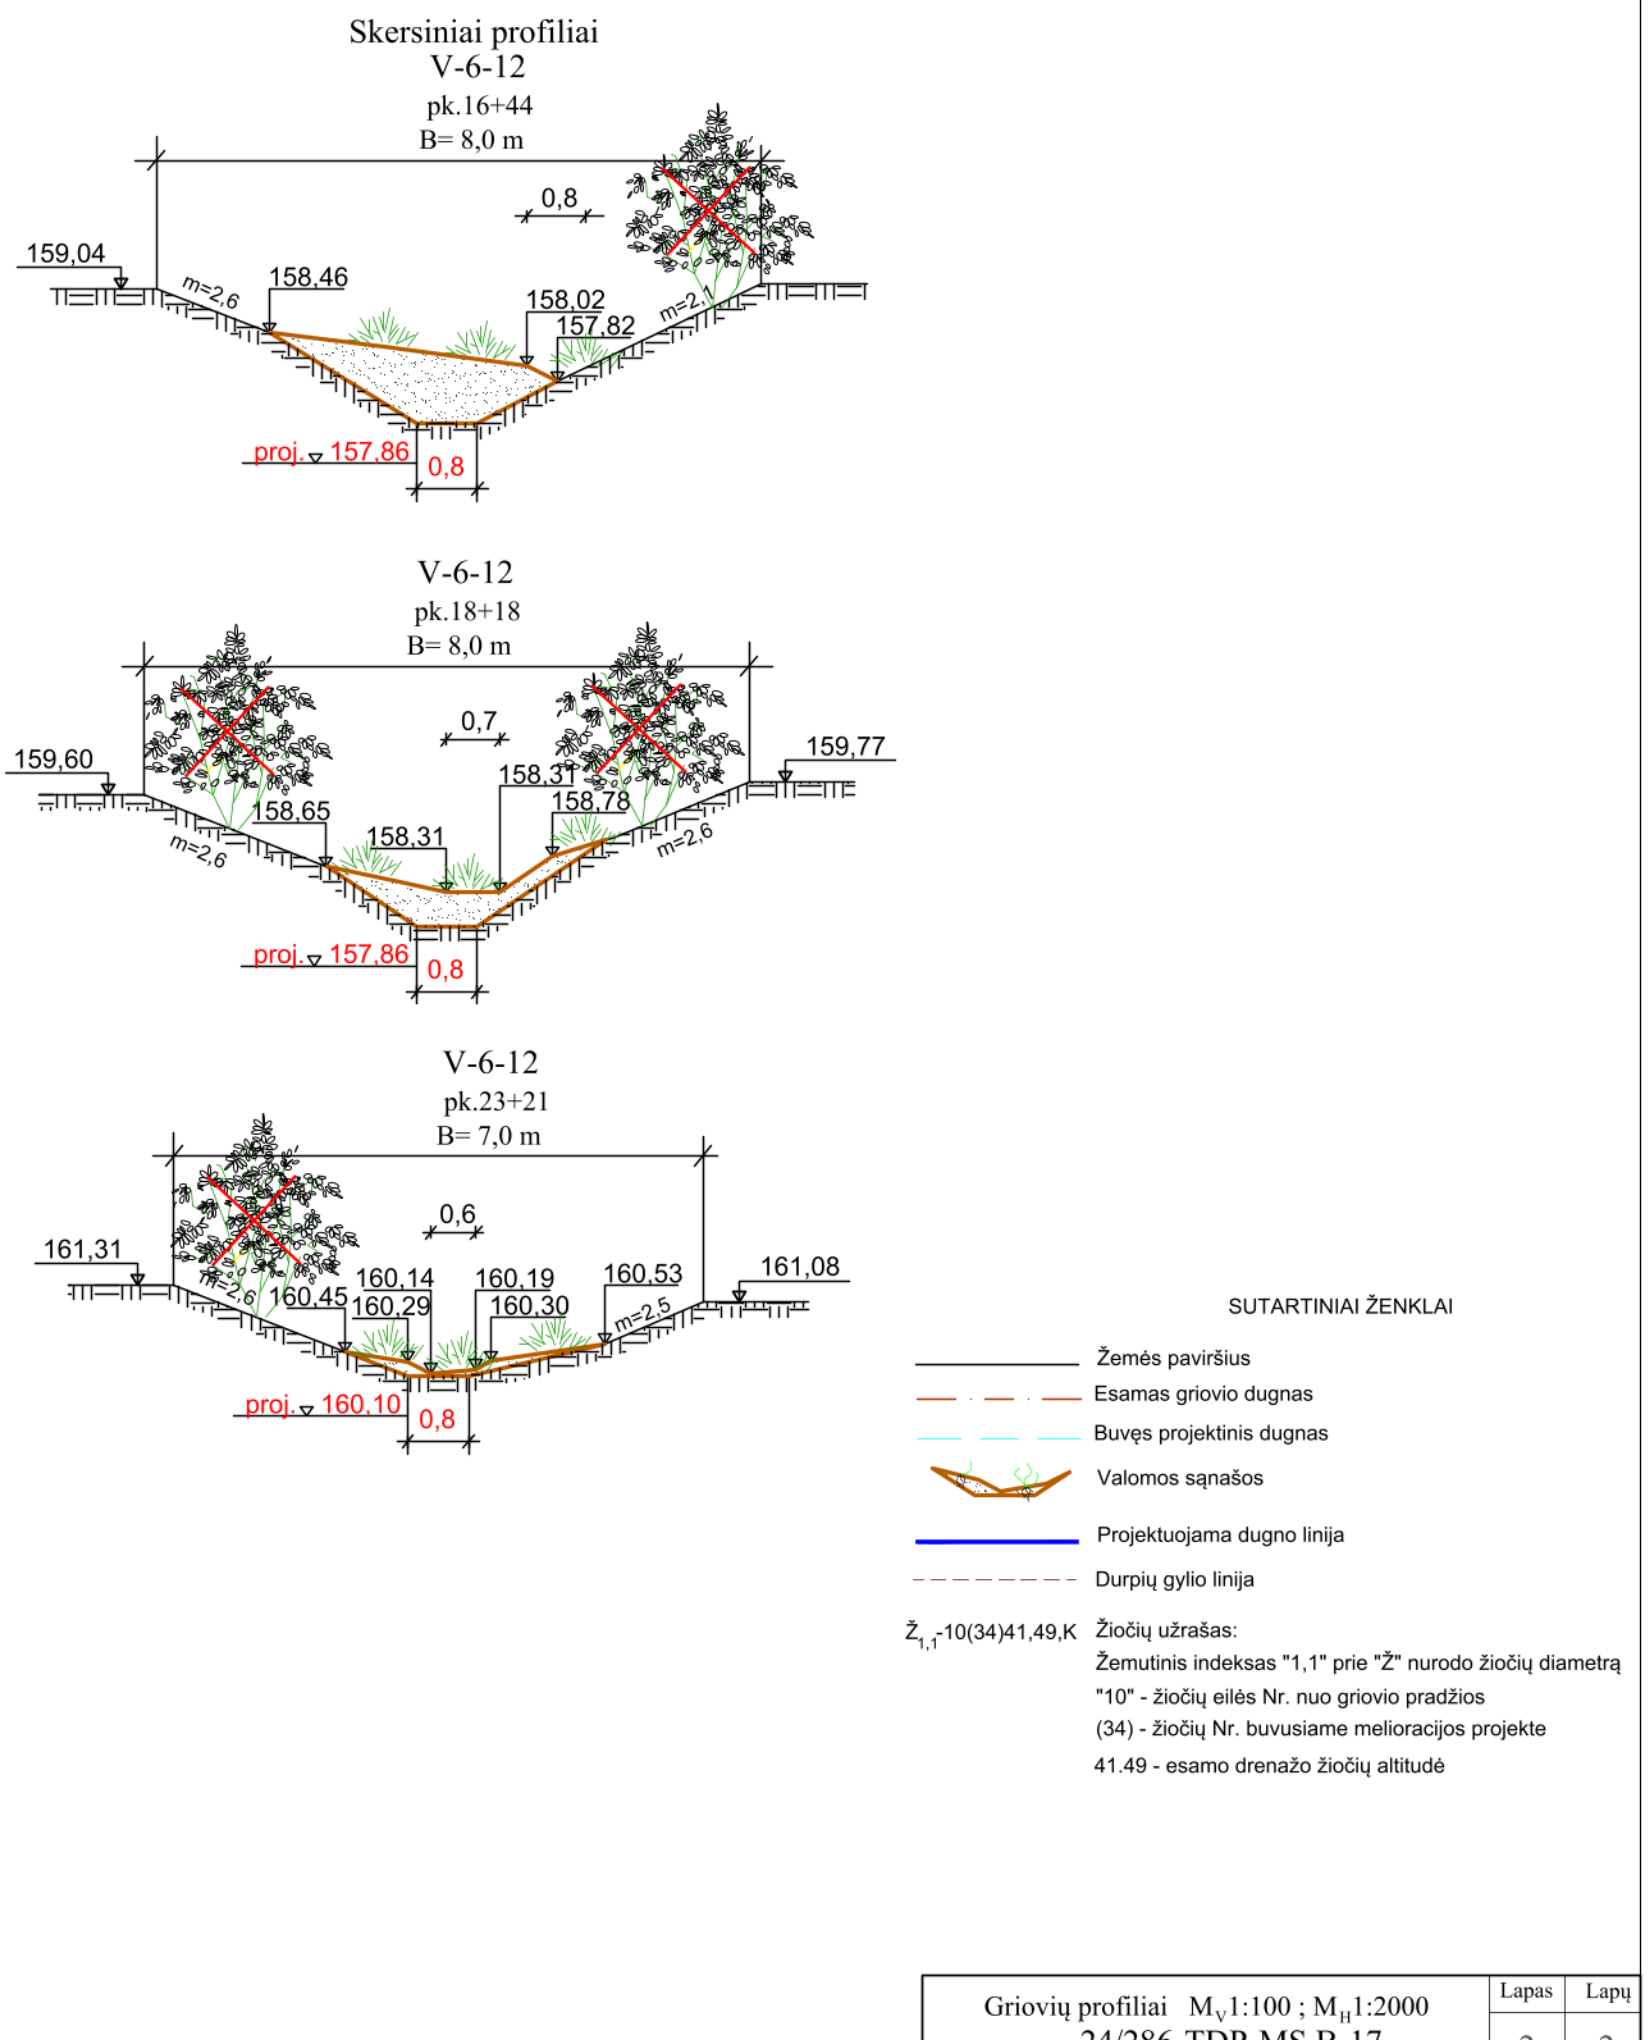 Skersiniai profiliai
V-6-12
pk.16+44
B= 8,0 m
0,8
159,04
m=2,6
158,46
158,02
157,82
m=2,1
proj. 157,86
0,8
V-6-12
pk.18+18
B= 8,0 m
0,7
159,60
159,77
158,31
158,65
158,78
158,31
m=2,6
m=2,6
proj. 157,86
0,8
V-6-12
pk.23+21
B= 7,0 m
0,6
161,31
161,08
160,14
160,19
160,53
m=2,6
160,45
160,29
160,30
m=2,5
proj. 160,10
0,8
SUTARTINIAI ŽENKLAI
Žemės paviršius
Esamas griovio dugnas
Buvęs projektinis dugnas
Valomos sąnašos
Projektuojama dugno linija
Durpių gylio linija
Ž1,1-10(34)41,49,K Žiočių užrašas:
Žemutinis indeksas "1,1" prie "Ž" nurodo žiočių diametrą
"10" - žiočių eilės Nr. nuo griovio pradžios
(34) - žiočių Nr. buvusiame melioracijos projekte
41.49 - esamo drenažo žiočių altitudė
Griovių profiliai MV1:100 ; MH1:2000
Lapas Lapų
24/286-TDP-MS.B-17